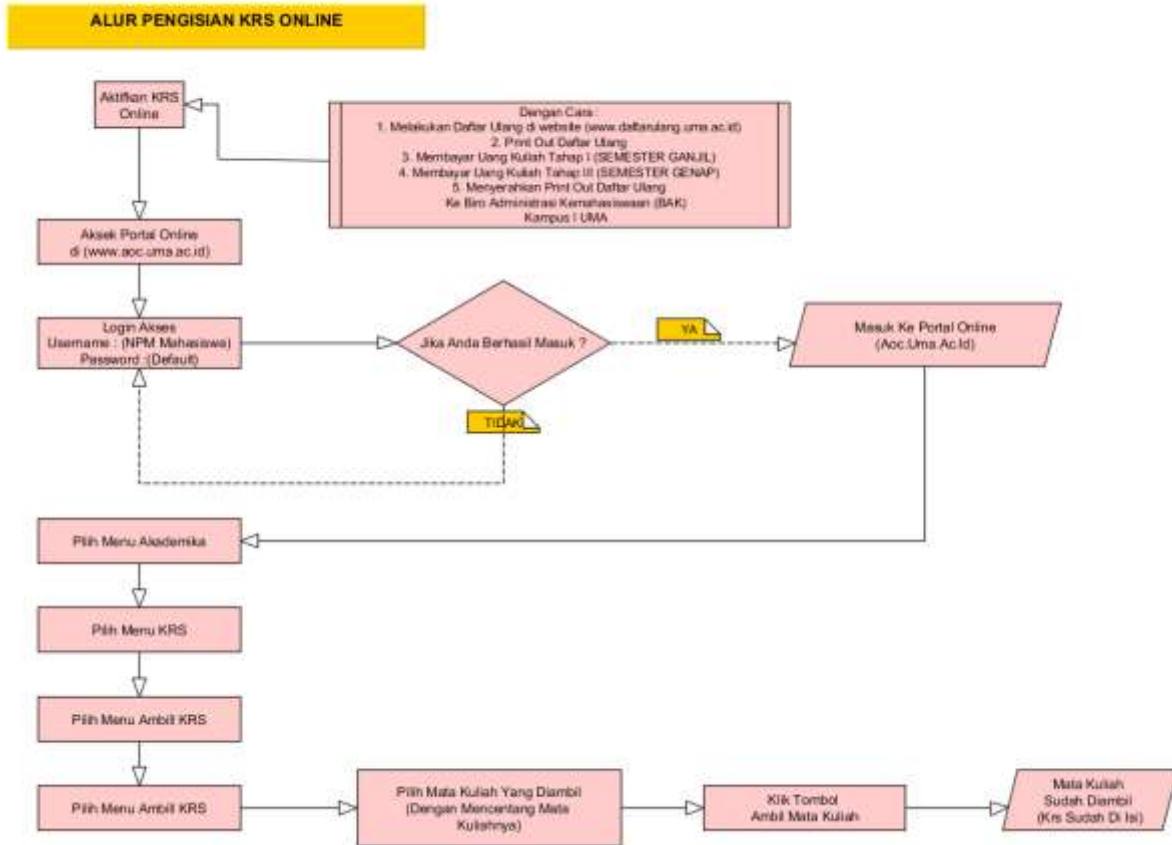 ALUR PENGISIAN KRS ONLINE
Aktifkan KRS
Online
Dengan Cara :
1. Melakukan Daftar Ulang di website (www.daftarulang.uma.ac.id)
2. Print Out Daftar Ulang
3. Membayar Uang Kuliah Tahap I (SEMESTER GANJIL)
4. Membayar Uang Kuliah Tahap III (SEMESTER GENAP)
5. Menyerahkan Print Out Daftar Ulang
Ke Biro Administrasi Kemahasiswaan (BAK)
Kampus I UMA
Aksek Portal Online
di (www.aoc.uma.ac.id)
Login Akses
Username : (NPM Mahasiswa)
Password :(Default)
Jika Anda Berhasil Masuk ?
YA
Masuk Ke Portal Online
(Aoc.Uma.Ac.Id)
TIDAK
Pilih Menu Akademika
Pilih Menu KRS
Pilih Menu Ambill KRS
Pilih Menu Ambill KRS
Pilih Mata Kuliah Yang Diambil
(Dengan Mencentang Mata
Kuliahnya)
Klik Tombol
Ambil Mata Kuliah
Mata Kuliah
Sudah Diambil
(Krs Sudah Di Isi)